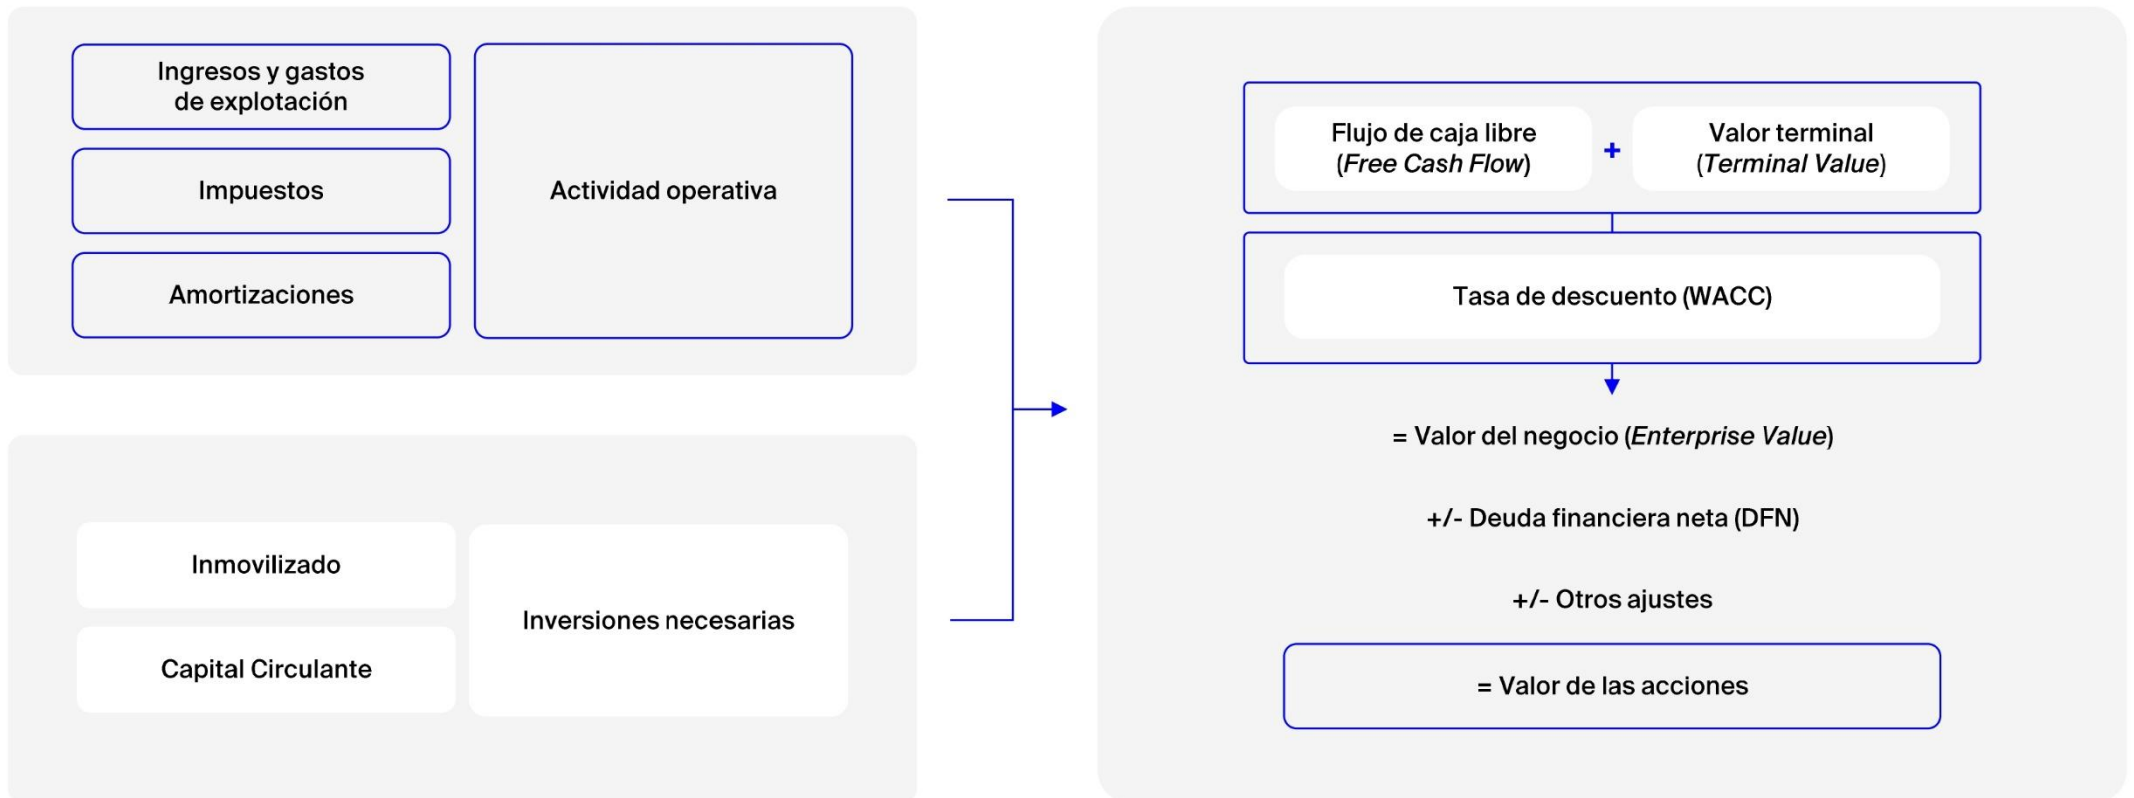 Ingresos y gastos
de explotación
Impuestos
Amortizaciones
Actividad operativa
Inmovilizado
Capital Circulante
Inversiones necesarias
Flujo de caja libre
(Free Cash Flow)
+
Valor terminal
(Terminal Value)
Tasa de descuento (WACC)
= Valor del negocio (Enterprise Value)
+/- Deuda financiera neta (DFN)
+/- Otros ajustes
= Valor de las acciones